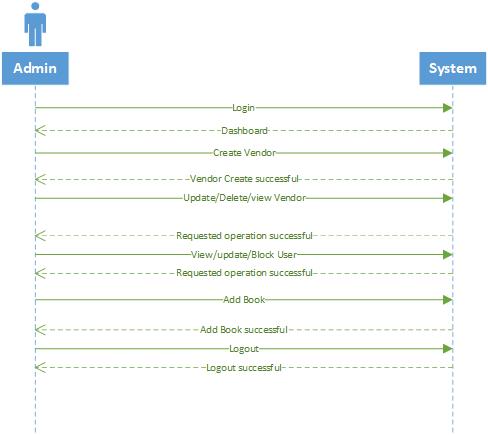 Admin
System
Login
Dashboard
Create Vendor
Vendor Create successful
Update/Delete/view Vendor
Requested operation successful
View/update/Block User
Requested operation successful
Add Book
Add Book successful
Logout
Logout successful